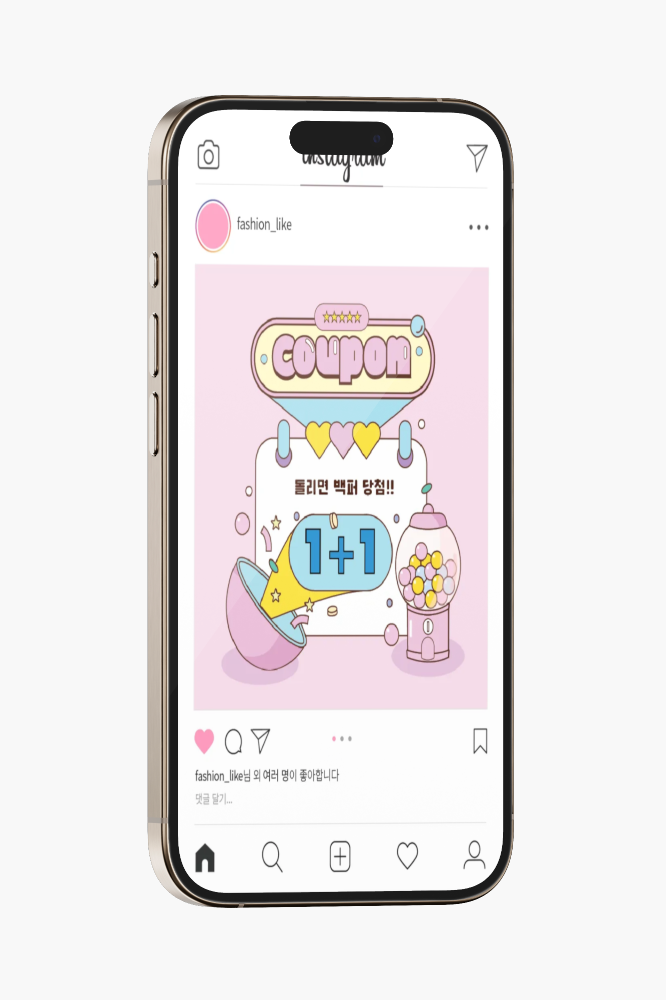 Instagram
fashion_like
coupon
돌리면 백퍼 당첨!!
1+1
fashion_like님 외 여러 명이 좋아합니다
댓글 달기...